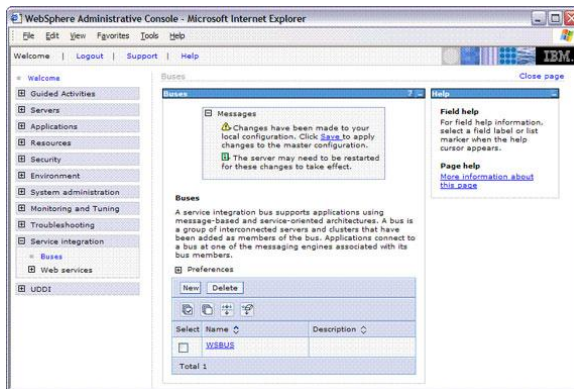 WebSphere Administrative Console - Microsoft Internet Explorer
File Edit View Favorites Tools Help
Welcome | Logout | Support | Help
IBM.
Welcome
Guided Activities
Servers
Applications
Resources
Security
Environment
System administration
Monitoring and Tuning
Troubleshooting
Service integration
Buses
Web services
UDDI
Buses
Close page
Buses
? _
Messages
Changes have been made to your
local configuration. Click Save to apply
changes to the master configuration.
The server may need to be restarted
for these changes to take effect.
Buses
A service integration bus supports applications using
message-based and service-oriented architectures. A bus is
a group of interconnected servers and clusters that have
been added as members of the bus. Applications connect to
a bus at one of the messaging engines associated with its
bus members.
Preferences
New Delete
Select Name Description
WSBUS
Total 1
Help
Field help
For field help information,
select a field label or list
marker when the help
cursor appears.
Page help
More information about
this page